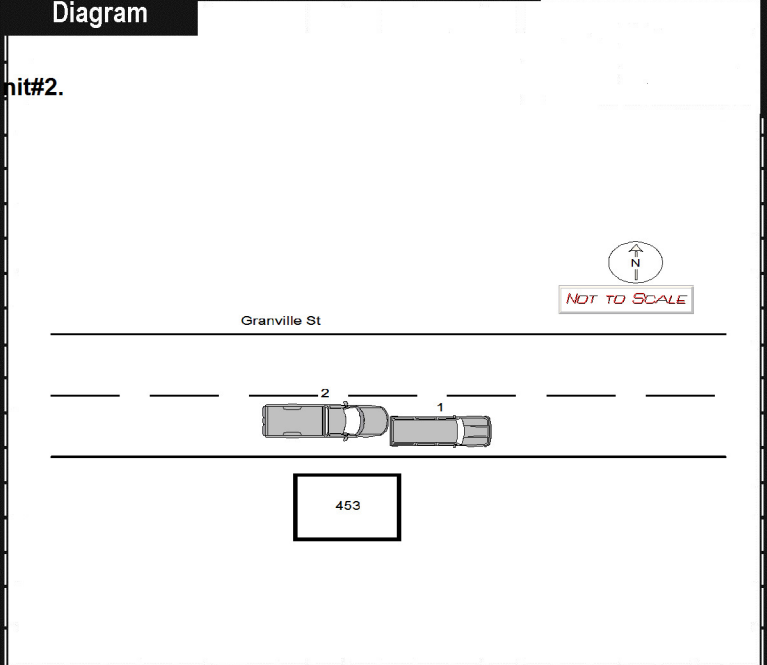 Diagram
nit#2.
N
NOT TO SCALE
Granville St
2
1
453